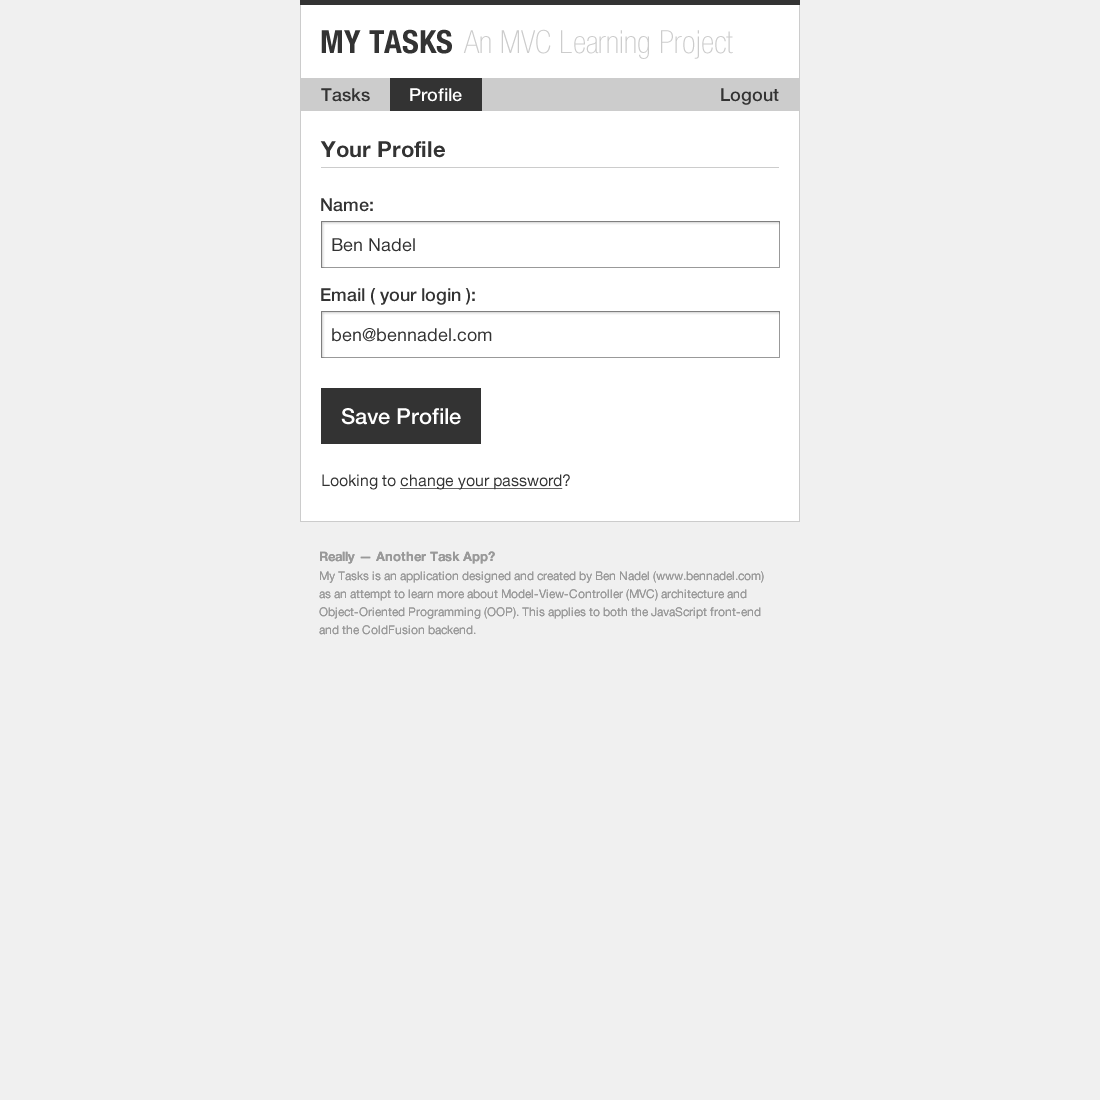 MY TASKS An MVC Learning Project
Tasks Profile Logout
Your Profile
Name:
Ben Nadel
Email ( your login ):
ben@bennadel.com
Save Profile
Looking to change your password?
Really — Another Task App?
My Tasks is an application designed and created by Ben Nadel (www.bennadel.com)
as an attempt to learn more about Model-View-Controller (MVC) architecture and
Object-Oriented Programming (OOP). This applies to both the JavaScript front-end
and the ColdFusion backend.